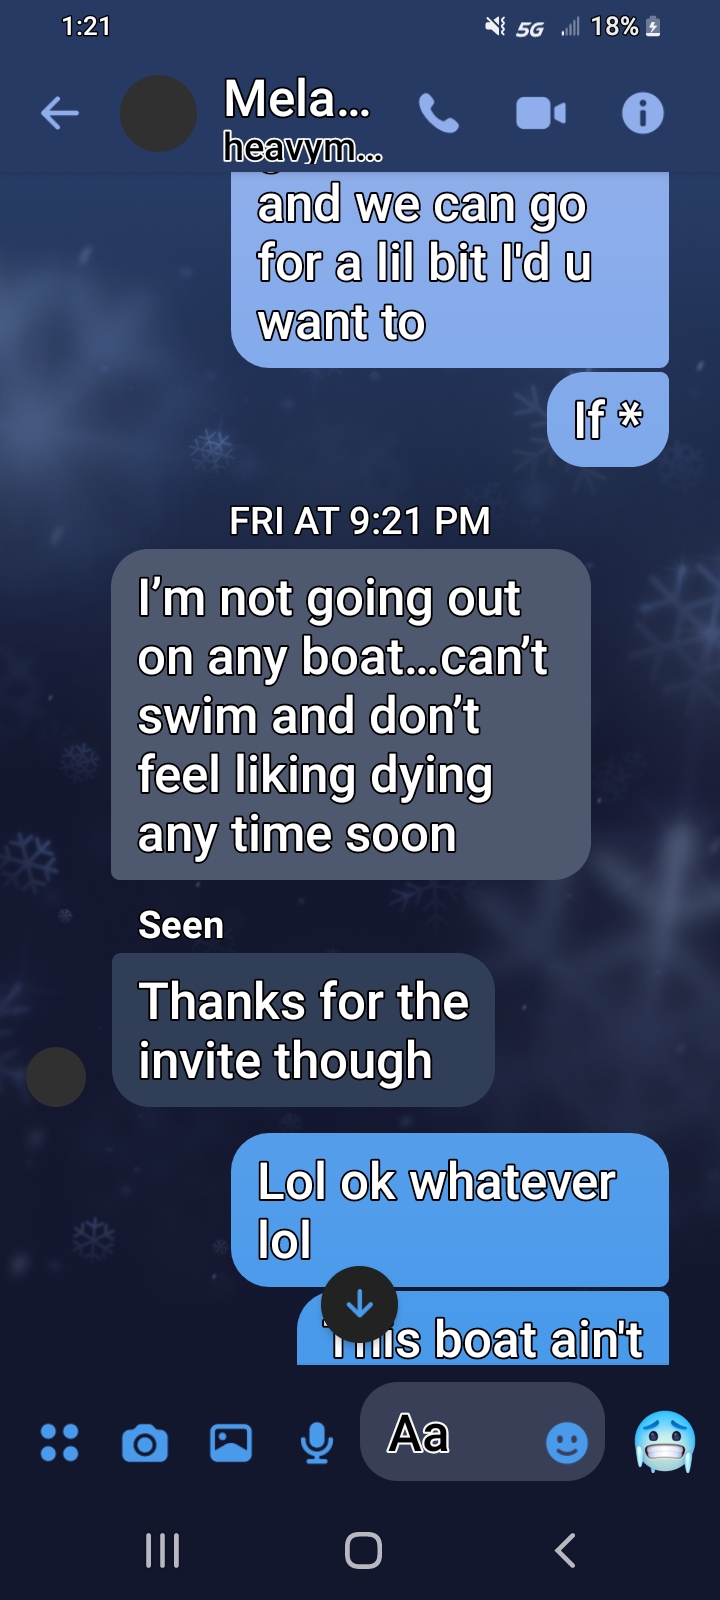 1:21 5G 18%
Mela...
heavym...
and we can go
for a lil bit I'd u
want to
If *
FRI AT 9:21 PM
I’m not going out
on any boat...can’t
swim and don’t
feel liking dying
any time soon
Seen
Thanks for the
invite though
Lol ok whatever
lol
This boat ain't
Aa